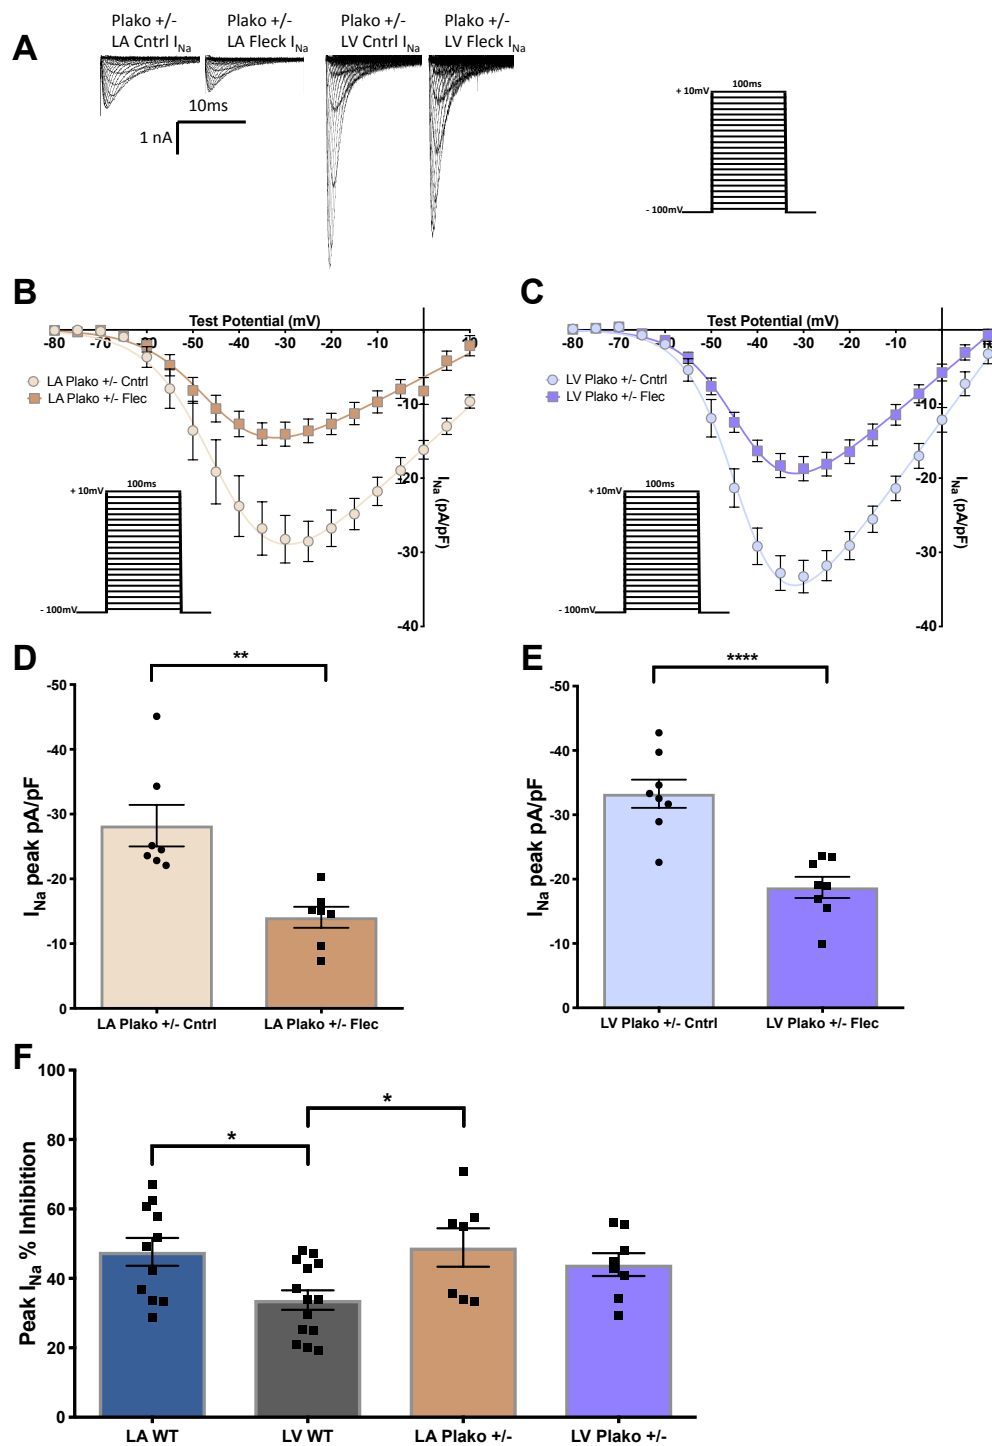 A
Plako +/-
LA Cntrl INa
Plako +/-
LA Fleck INa
Plako +/-
LV Cntrl INa
Plako +/-
LV Fleck INa
10ms
1 nA
100ms
+ 10mV
- 100mV
B
Test Potential (mV)
-80 -70 -60 -50 -40 -30 -20 -10 0 10
LA Plako +/- Cntrl
LA Plako +/- Flec
-10
-20
-30
-40
INa (pA/pF)
100ms
+ 10mV
- 100mV
C
Test Potential (mV)
-80 -70 -60 -50 -40 -30 -20 -10 0 10
LV Plako +/- Cntrl
LV Plako +/- Flec
-10
-20
-30
-40
INa (pA/pF)
100ms
+ 10mV
- 100mV
D
**
INa peak pA/pF
-50
-40
-30
-20
-10
0
LA Plako +/- Cntrl
LA Plako +/- Flec
E
****
INa peak pA/pF
-50
-40
-30
-20
-10
0
LV Plako +/- Cntrl
LV Plako +/- Flec
F
*
*
Peak INa % Inhibition
100
80
60
40
20
0
LA WT
LV WT
LA Plako +/-
LV Plako +/-